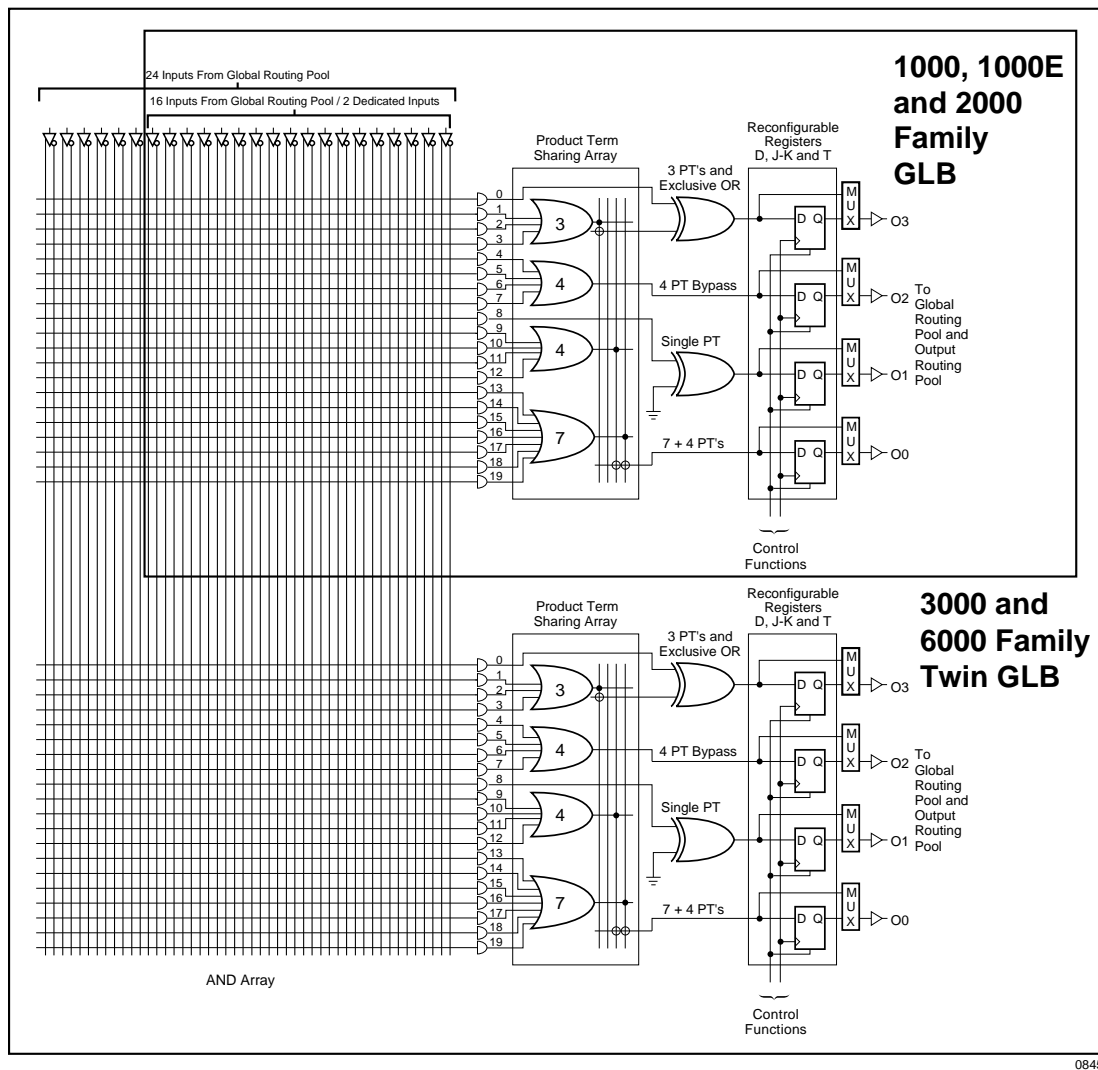 24 Inputs From Global Routing Pool
16 Inputs From Global Routing Pool / 2 Dedicated Inputs
1000, 1000E
and 2000
Family
GLB
Product Term
Sharing Array
3 PT's and
Exclusive OR
Reconfigurable
Registers
D, J-K and T
0
1
2
3
4
5
6
7
8
9
10
11
12
13
14
15
16
17
18
19
3
4
4
7
4 PT Bypass
Single PT
7 + 4 PT's
D Q
D Q
D Q
D Q
MUX
MUX
MUX
MUX
O3
O2
O1
O0
To
Global
Routing
Pool and
Output
Routing
Pool
Control
Functions
3000 and
6000 Family
Twin GLB
Product Term
Sharing Array
3 PT's and
Exclusive OR
Reconfigurable
Registers
D, J-K and T
0
1
2
3
4
5
6
7
8
9
10
11
12
13
14
15
16
17
18
19
3
4
4
7
4 PT Bypass
Single PT
7 + 4 PT's
D Q
D Q
D Q
D Q
MUX
MUX
MUX
MUX
O3
O2
O1
O0
To
Global
Routing
Pool and
Output
Routing
Pool
AND Array
Control
Functions